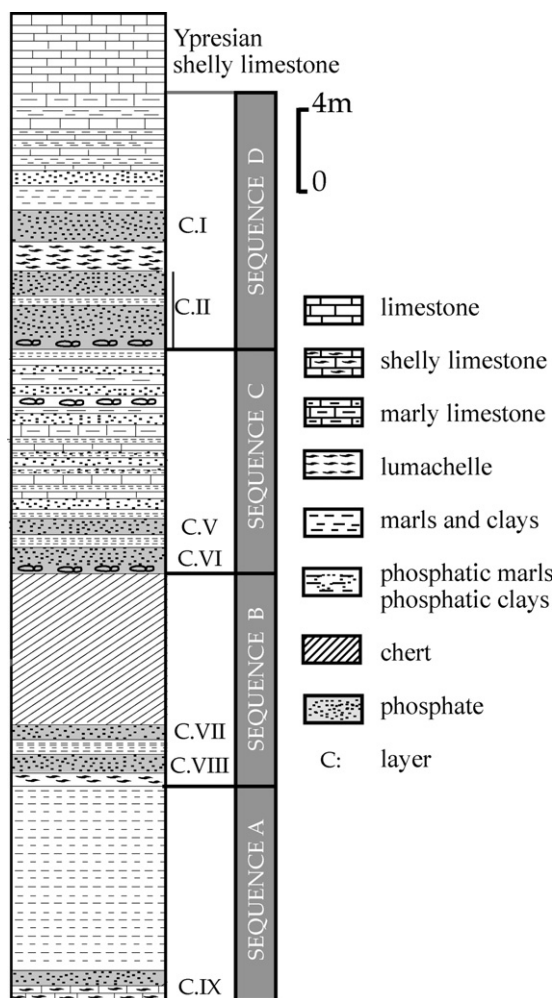 Ypresian
shelly limestone
4m
0
SEQUENCE D
C.I
C.II
SEQUENCE C
C.V
C.VI
SEQUENCE B
C.VII
C.VIII
SEQUENCE A
C.IX
limestone
shelly limestone
marly limestone
lumachelle
marls and clays
phosphatic marls
phosphatic clays
chert
phosphate
C: layer